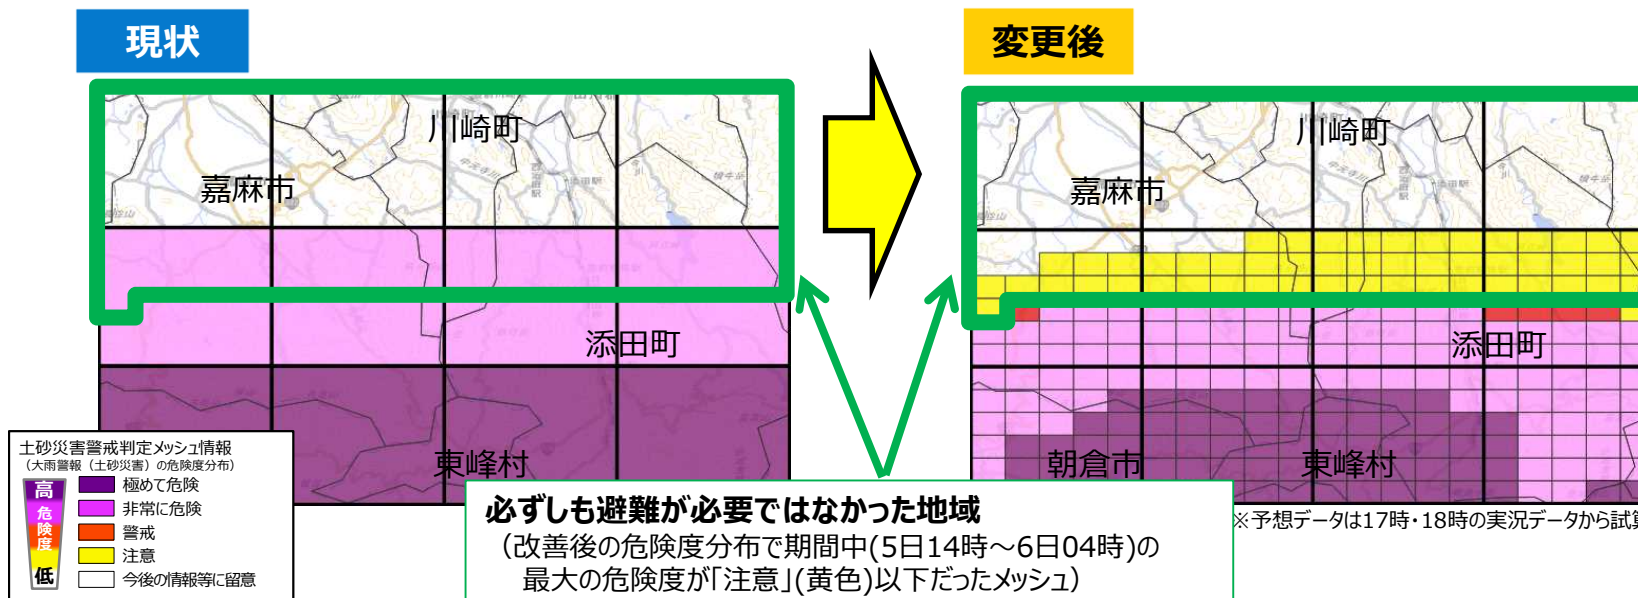 現状
変更後
川崎町
嘉麻市
添田町
東峰村
川崎町
嘉麻市
添田町
朝倉市
東峰村
土砂災害警戒判定メッシュ情報
（大雨警報（土砂災害）の危険度分布）
高
危険度
低
極めて危険
非常に危険
警戒
注意
今後の情報等に留意
必ずしも避難が必要ではなかった地域
（改善後の危険度分布で期間中(5日14時～6日04時)の
最大の危険度が「注意」(黄色)以下だったメッシュ）
※予想データは17時・18時の実況データから試算